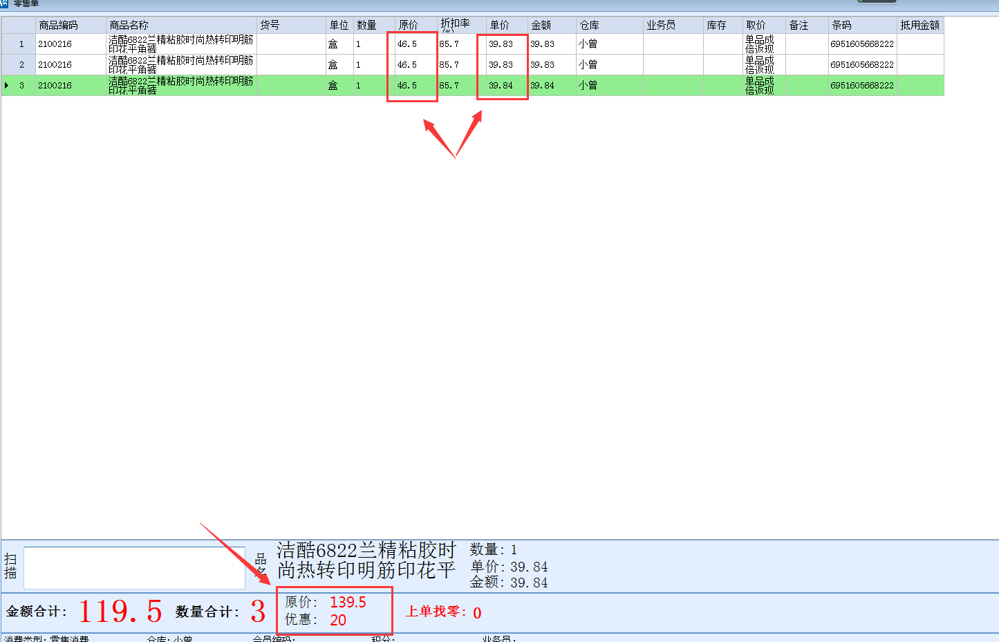 零售单
商品编码 商品名称 货号 单位 数量 原价 折扣率(%) 单价 金额 仓库 业务员 库存 取价 备注 条码 抵用金额
1 2100216 洁酷6822兰精粘胶时尚热转印明筋印花平角裤 盒 1 46.5 85.7 39.83 39.83 小曾 单品成倍返现 6951605668222
2 2100216 洁酷6822兰精粘胶时尚热转印明筋印花平角裤 盒 1 46.5 85.7 39.83 39.83 小曾 单品成倍返现 6951605668222
3 2100216 洁酷6822兰精粘胶时尚热转印明筋印花平角裤 盒 1 46.5 85.7 39.84 39.84 小曾 单品成倍返现 6951605668222
扫描
品名
洁酷6822兰精粘胶时
尚热转印明筋印花平
数量: 1
单价: 39.84
金额: 39.84
金额合计: 119.5 数量合计: 3
原价: 139.5
优惠: 20
上单找零: 0
消费类型: 零售消费 仓库: 小曾 会员编码: 积分: 业务员: